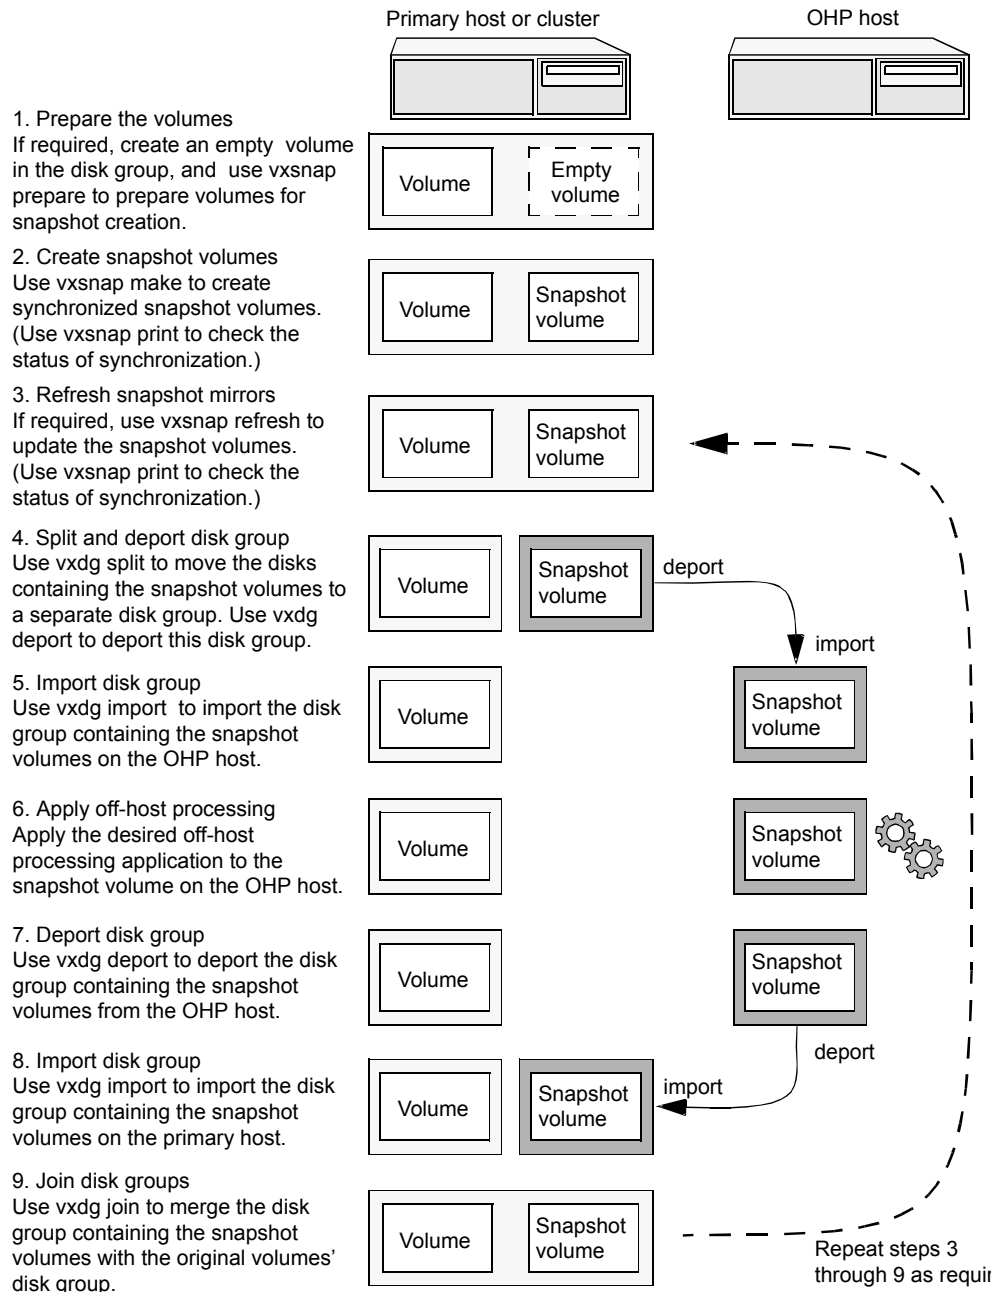 Primary host or cluster
OHP host
1. Prepare the volumes
If required, create an empty volume
in the disk group, and use vxsnap
prepare to prepare volumes for
snapshot creation.
Volume
Empty
volume
2. Create snapshot volumes
Use vxsnap make to create
synchronized snapshot volumes.
(Use vxsnap print to check the
status of synchronization.)
Volume
Snapshot
volume
3. Refresh snapshot mirrors
If required, use vxsnap refresh to
update the snapshot volumes.
(Use vxsnap print to check the
status of synchronization.)
Volume
Snapshot
volume
4. Split and deport disk group
Use vxdg split to move the disks
containing the snapshot volumes to
a separate disk group. Use vxdg
deport to deport this disk group.
Volume
Snapshot
volume
deport
import
5. Import disk group
Use vxdg import to import the disk
group containing the snapshot
volumes on the OHP host.
Volume
Snapshot
volume
6. Apply off-host processing
Apply the desired off-host
processing application to the
snapshot volume on the OHP host.
Volume
Snapshot
volume
7. Deport disk group
Use vxdg deport to deport the disk
group containing the snapshot
volumes from the OHP host.
Volume
Snapshot
volume
deport
8. Import disk group
Use vxdg import to import the disk
group containing the snapshot
volumes on the primary host.
Volume
Snapshot
volume
import
9. Join disk groups
Use vxdg join to merge the disk
group containing the snapshot
volumes with the original volumes’
disk group.
Volume
Snapshot
volume
Repeat steps 3
through 9 as